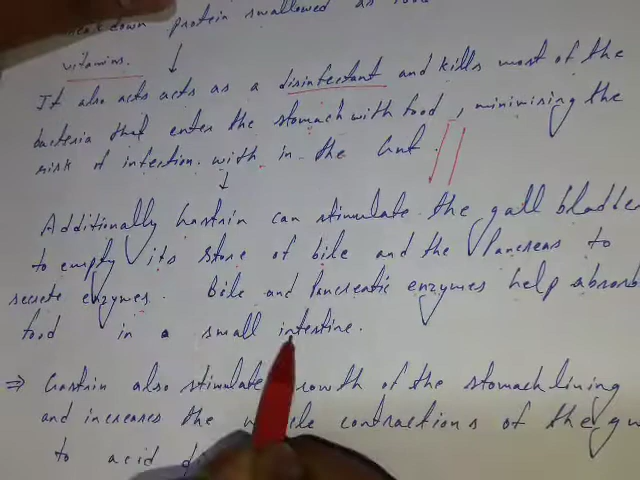 down protein swallowed as food
vitamins.
It also acts acts as a disinfectant and kills most of the
bacteria that enter the stomach with food, minimising the
risk of infection. with in the Gut.
Additionally Gastrin can stimulate the gall bladder
to empty its store of bile and the Pancreas to
secrete enzymes. Bile and Pancreatic enzymes help absorb
food in a small intestine.
⇒ Gastrin also stimulate growth of the stomach lining
and increases the contractions of the
to acid